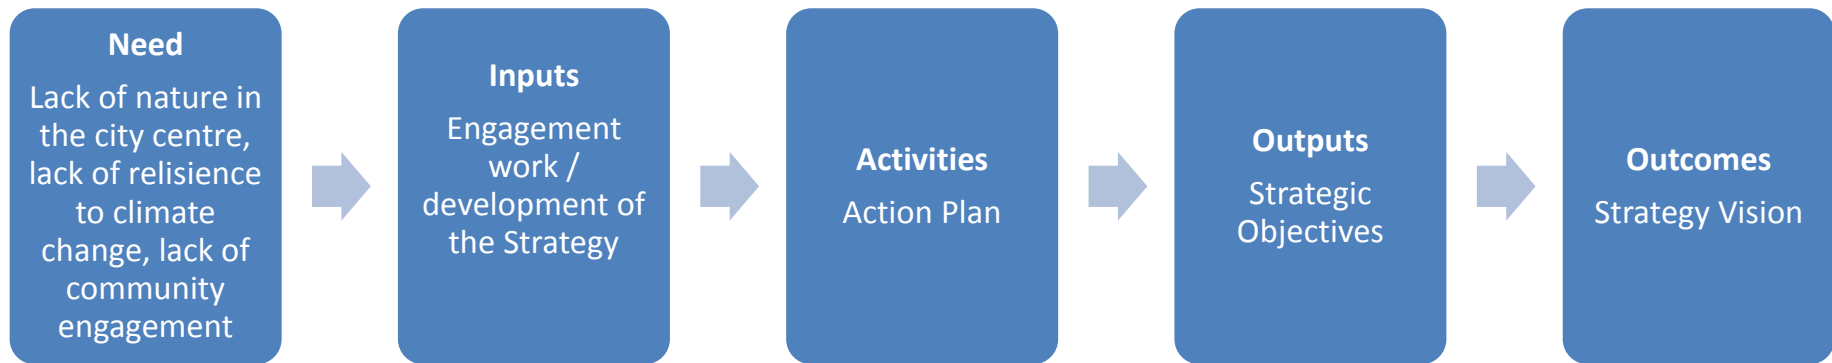 Need
Lack of nature in
the city centre,
lack of relisience
to climate
change, lack of
community
engagement
Inputs
Engagement
work /
development of
the Strategy
Activities
Action Plan
Outputs
Strategic
Objectives
Outcomes
Strategy Vision